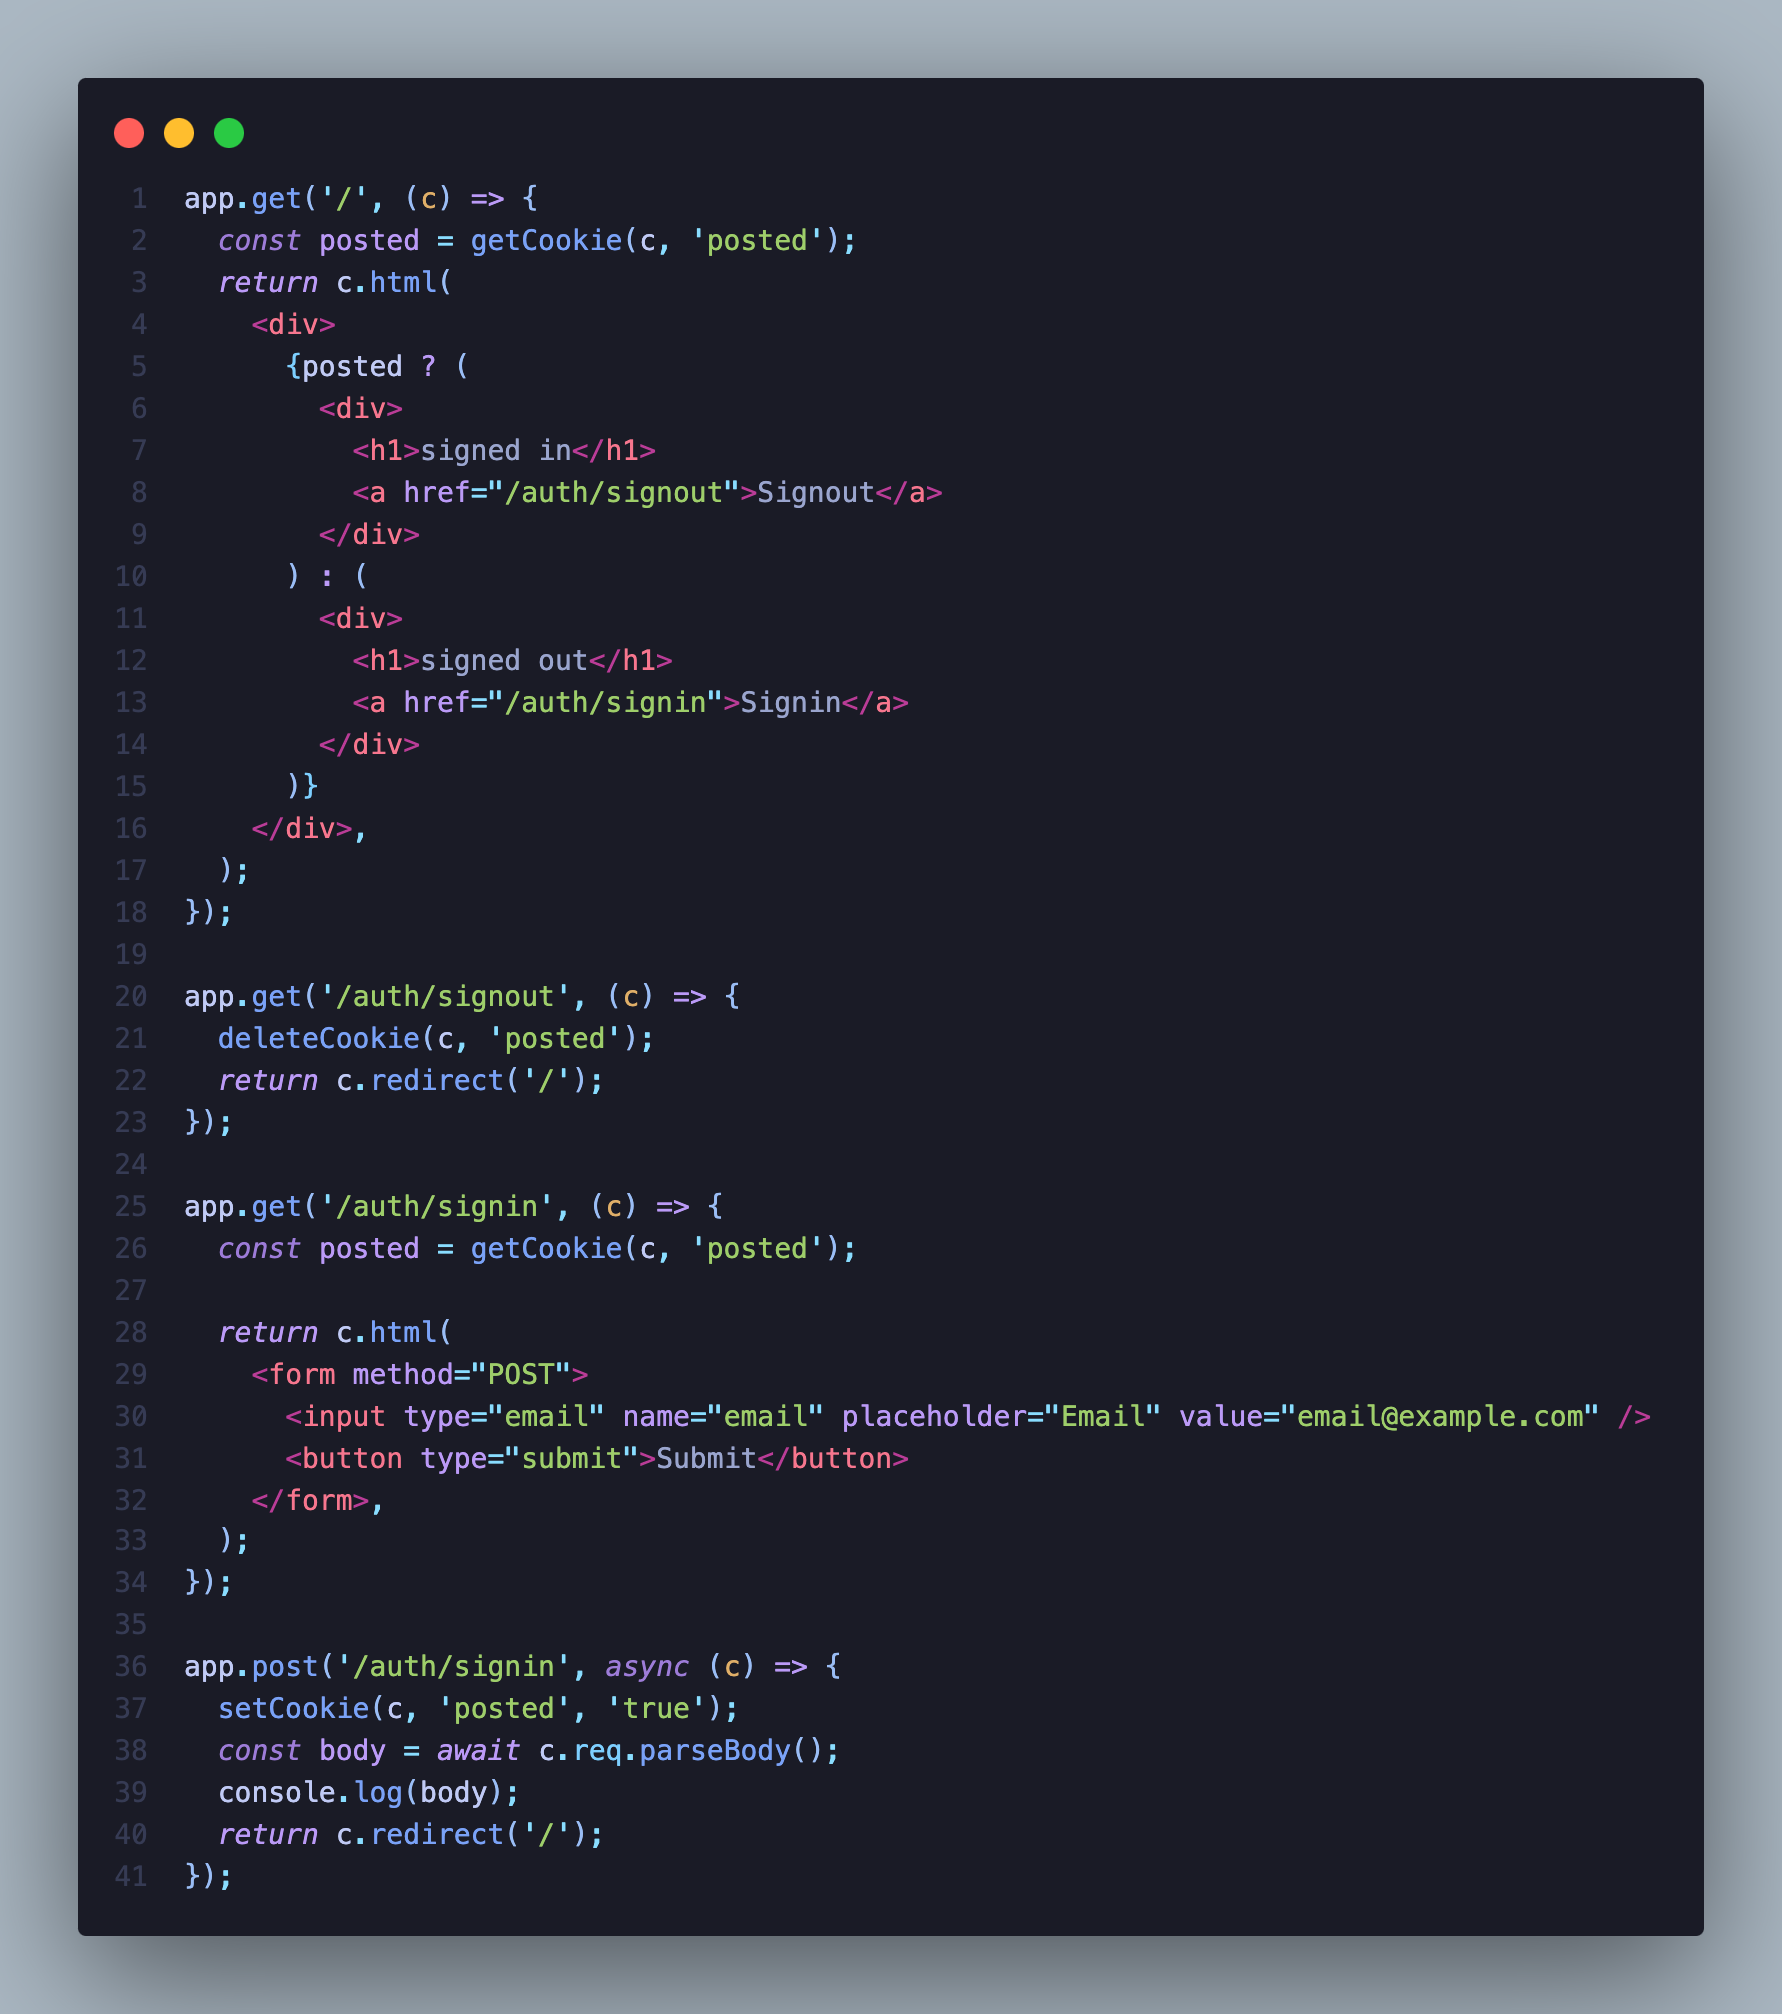 1 app.get('/', (c) => {
2   const posted = getCookie(c, 'posted');
3   return c.html(
4     <div>
5       {posted ? (
6         <div>
7           <h1>signed in</h1>
8           <a href="/auth/signout">Signout</a>
9         </div>
10       ) : (
11         <div>
12           <h1>signed out</h1>
13           <a href="/auth/signin">Signin</a>
14         </div>
15       )}
16     </div>,
17   );
18 });
19
20 app.get('/auth/signout', (c) => {
21   deleteCookie(c, 'posted');
22   return c.redirect('/');
23 });
24
25 app.get('/auth/signin', (c) => {
26   const posted = getCookie(c, 'posted');
27
28   return c.html(
29     <form method="POST">
30       <input type="email" name="email" placeholder="Email" value="email@example.com" />
31       <button type="submit">Submit</button>
32     </form>,
33   );
34 });
35
36 app.post('/auth/signin', async (c) => {
37   setCookie(c, 'posted', 'true');
38   const body = await c.req.parseBody();
39   console.log(body);
40   return c.redirect('/');
41 });